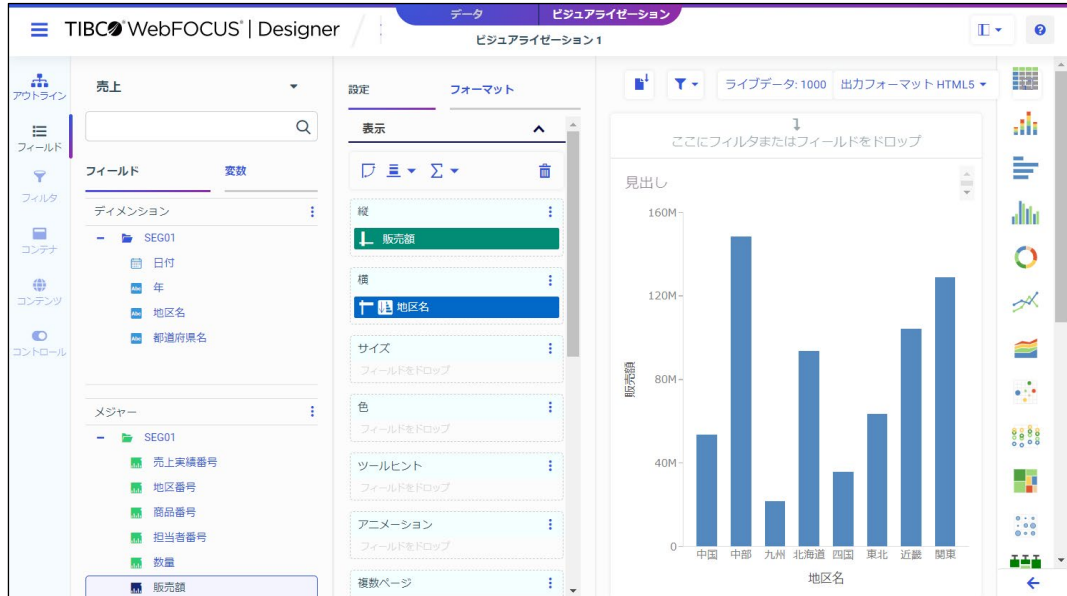 データ
ビジュアライゼーション
TIBCO WebFOCUS | Designer
ビジュアライゼーション 1
アウトライン
フィールド
フィルタ
コンテナ
コンテンツ
コントロール
売上
フィールド
変数
ディメンション
SEG01
日付
年
地区名
都道府県名
メジャー
SEG01
売上実績番号
地区番号
商品番号
担当者番号
数量
販売額
設定
フォーマット
表示
縦
販売額
横
地区名
サイズ
フィールドをドロップ
色
フィールドをドロップ
ツールヒント
フィールドをドロップ
アニメーション
フィールドをドロップ
複数ページ
ライブデータ: 1000
出力フォーマット HTML5
ここにフィルタまたはフィールドをドロップ
見出し
160M
120M
80M
40M
0
販売額
中国
中部
九州
北海道
四国
東北
近畿
関東
地区名